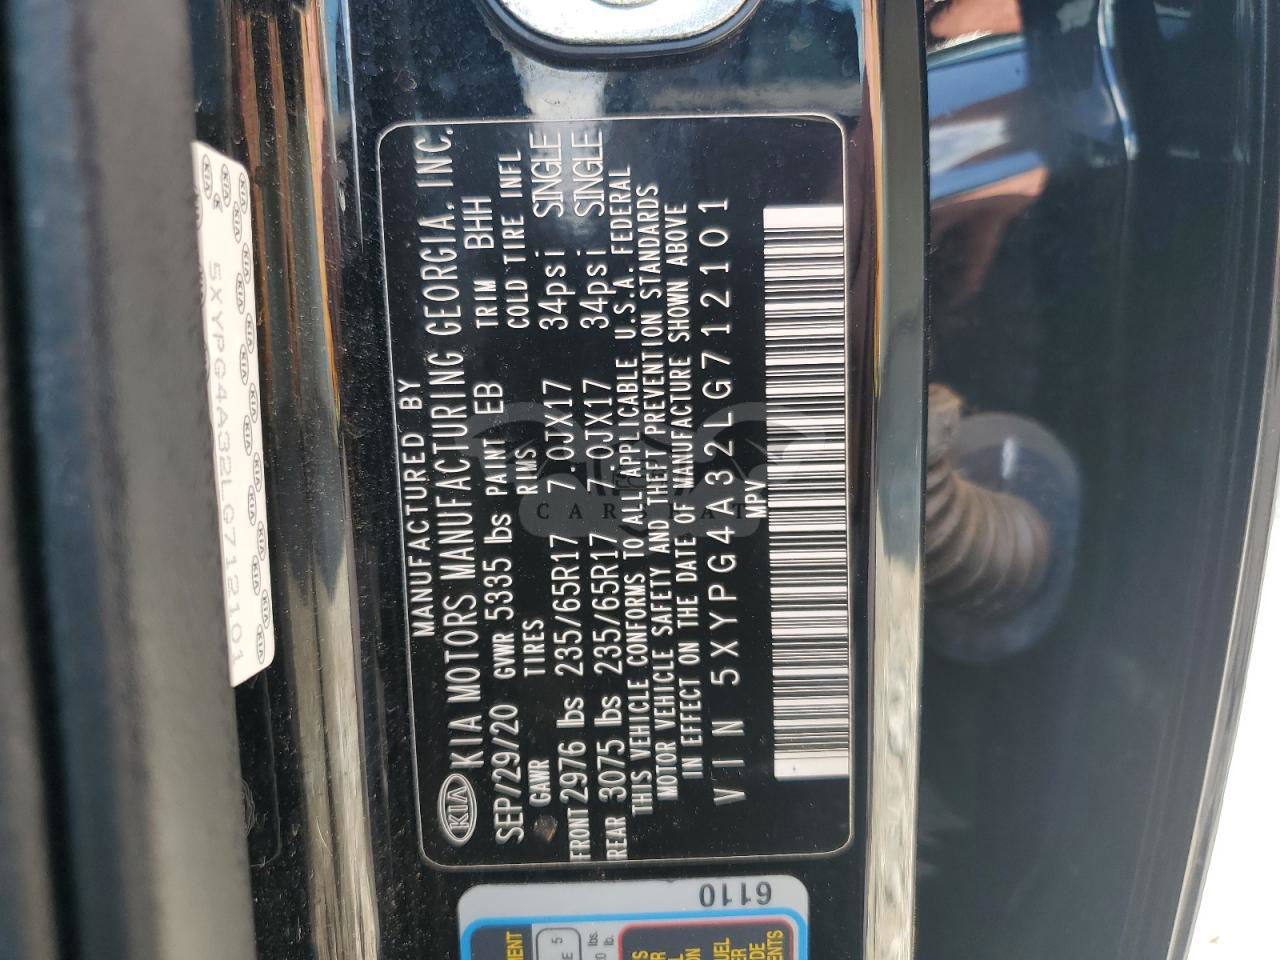 MANUFACTURED BY
KIA KIA MOTORS MANUFACTURING GEORGIA, INC.
SEP/29/20 GVWR 5335 lbs PAINT EB TRIM BHH
GAWR TIRES RIMS COLD TIRE INFL
FRONT 2976 lbs 235/65R17 7.0JX17 34psi SINGLE
REAR 3075 lbs 235/65R17 7.0JX17 34psi SINGLE
THIS VEHICLE CONFORMS TO ALL APPLICABLE U.S.A. FEDERAL
MOTOR VEHICLE SAFETY AND THEFT PREVENTION STANDARDS
IN EFFECT ON THE DATE OF MANUFACTURE SHOWN ABOVE
VIN 5XYPG4A32LG712101
MPV
5XYPG4A32LG712101
6110